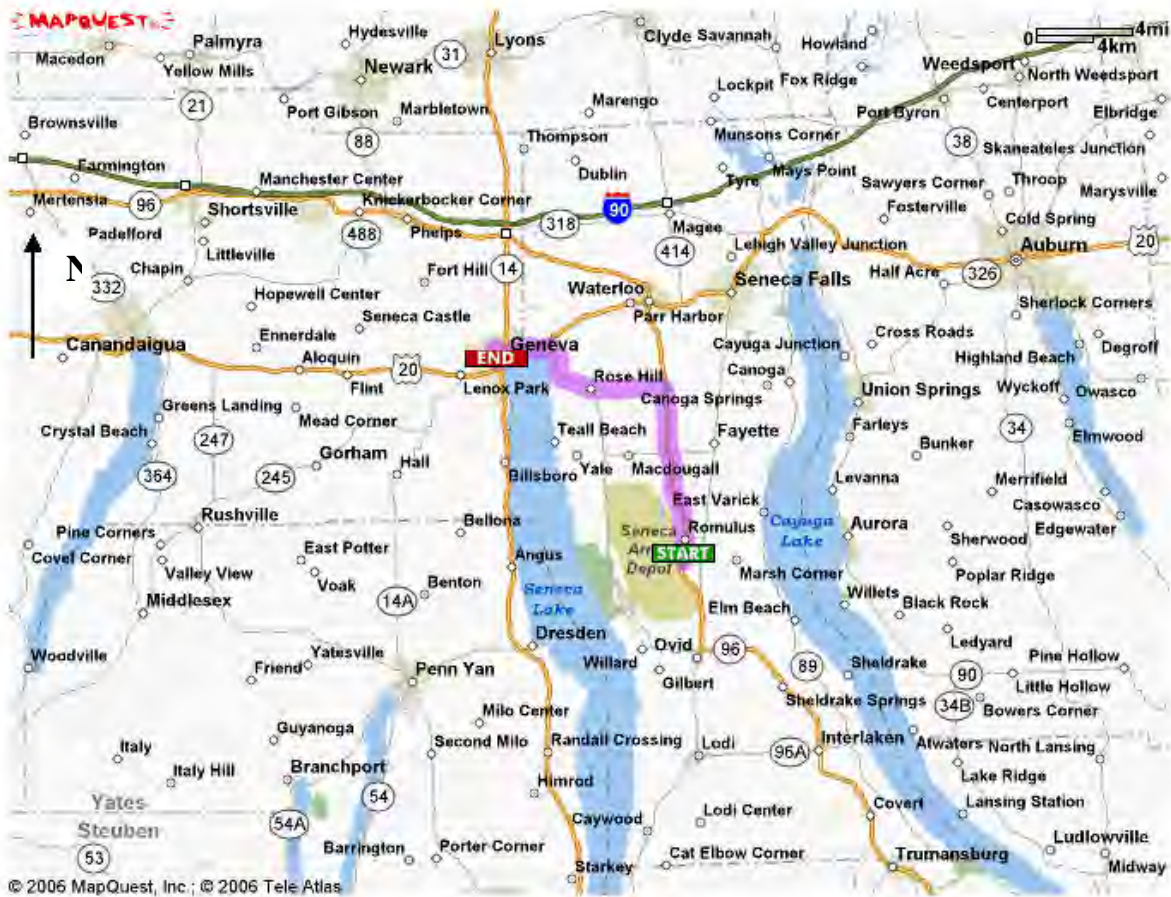 MAPQUEST
Hydesville
Palmyra
Macedon
Yellow Mills
31
Lyons
Clyde
Savannah
Howland
0
4mi
4km
Weedsport
Newark
21
Port Gibson
Marbletown
Marengo
Lockpit
Fox Ridge
North Weedsport
Port Byron
Centerport
Elbridge
Brownsville
88
Thompson
Munsons Corner
38
Skaneateles Junction
Farmington
Dublin
Tyre
Mays Point
Manchester Center
Sawyers Corner
Throop
Marysville
Mertensia
96
Shortsville
Knickerbocker Corner
318
90
Magee
Fosterville
Cold Spring
Padelford
488
Phelps
414
Lehigh Valley Junction
Auburn
20
Littleville
Chapin
Fort Hill
14
Half Acre
326
N
332
Hopewell Center
Waterloo
Seneca Falls
Sherlock Corners
Seneca Castle
Parr Harbor
Canandaigua
Ennerdale
Geneva
Cayuga Junction
Cross Roads
Highland Beach
Degroff
END
Aloquin
20
Flint
Lenox Park
Rose Hill
Canoga
Canoga Springs
Union Springs
Wyckoff
Owasco
Greens Landing
Mead Corner
Crystal Beach
247
Teall Beach
Fayette
Farleys
Bunker
34
Elmwood
Gorham
Hall
Yale
Macdougall
364
245
Billsboro
Levanna
Merrifield
Casowasco
Edgewater
East Varick
Rushville
Bellona
Romulus
Cayuga
Lake
Aurora
Pine Corners
Covel Corner
East Potter
Seneca
Army
Depot
START
Sherwood
Valley View
Voak
Angus
Marsh Corner
Poplar Ridge
Benton
14A
Seneca
Lake
Middlesex
Elm Beach
Willets
Black Rock
Dresden
Ovid
96
Ledyard
Woodville
Yatesville
Friend
Penn Yan
Willard
Gilbert
89
Sheldrake
90
Pine Hollow
Little Hollow
Sheldrake Springs
34B
Bowers Corner
Milo Center
Guyanoga
Italy
Second Milo
Randall Crossing
Lodi
96A
Interlaken
Atwaters
North Lansing
Italy Hill
Branchport
54
Himrod
Lake Ridge
Yates
Steuben
54A
Caywood
Lodi Center
Covert
Lansing Station
53
Barrington
Porter Corner
Starkey
Cat Elbow Corner
Trumansburg
Ludlowville
Midway
© 2006 MapQuest, Inc.; © 2006 Tele Atlas